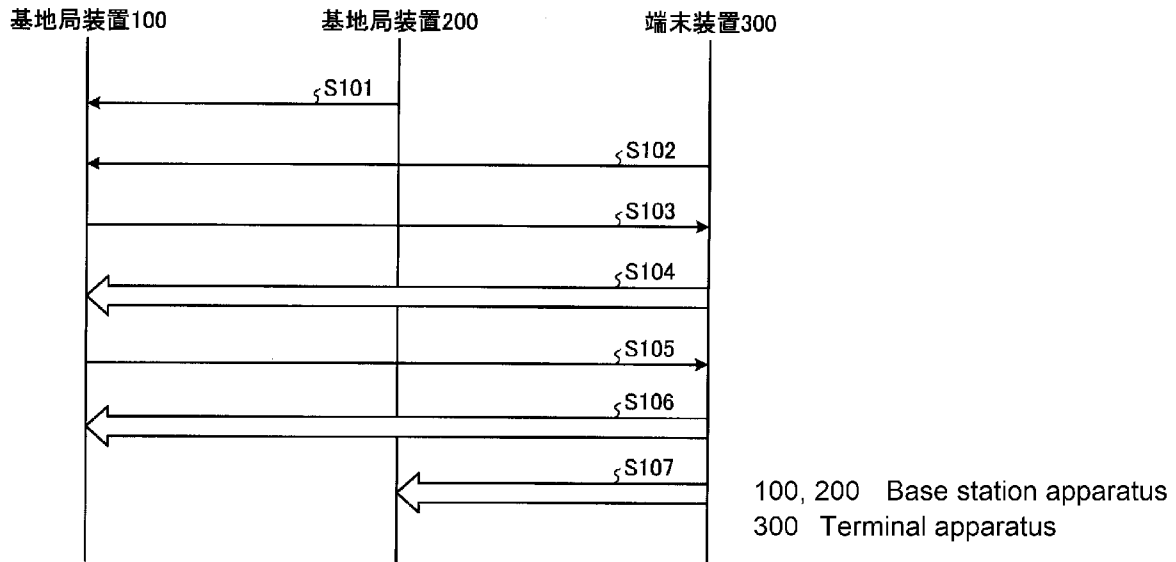 基地局装置100 基地局装置200 端末装置300
S101
S102
S103
S104
S105
S106
S107
100, 200 Base station apparatus
300 Terminal apparatus